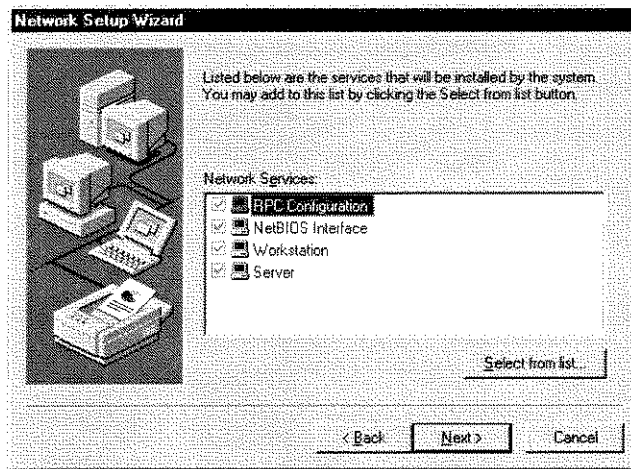 Network Setup Wizard
Listed below are the services that will be installed by the system.
You may add to this list by clicking the Select from list button.
Network Services:
RPC Configuration
NetBIOS Interface
Workstation
Server
Select from list...
< Back
Next >
Cancel